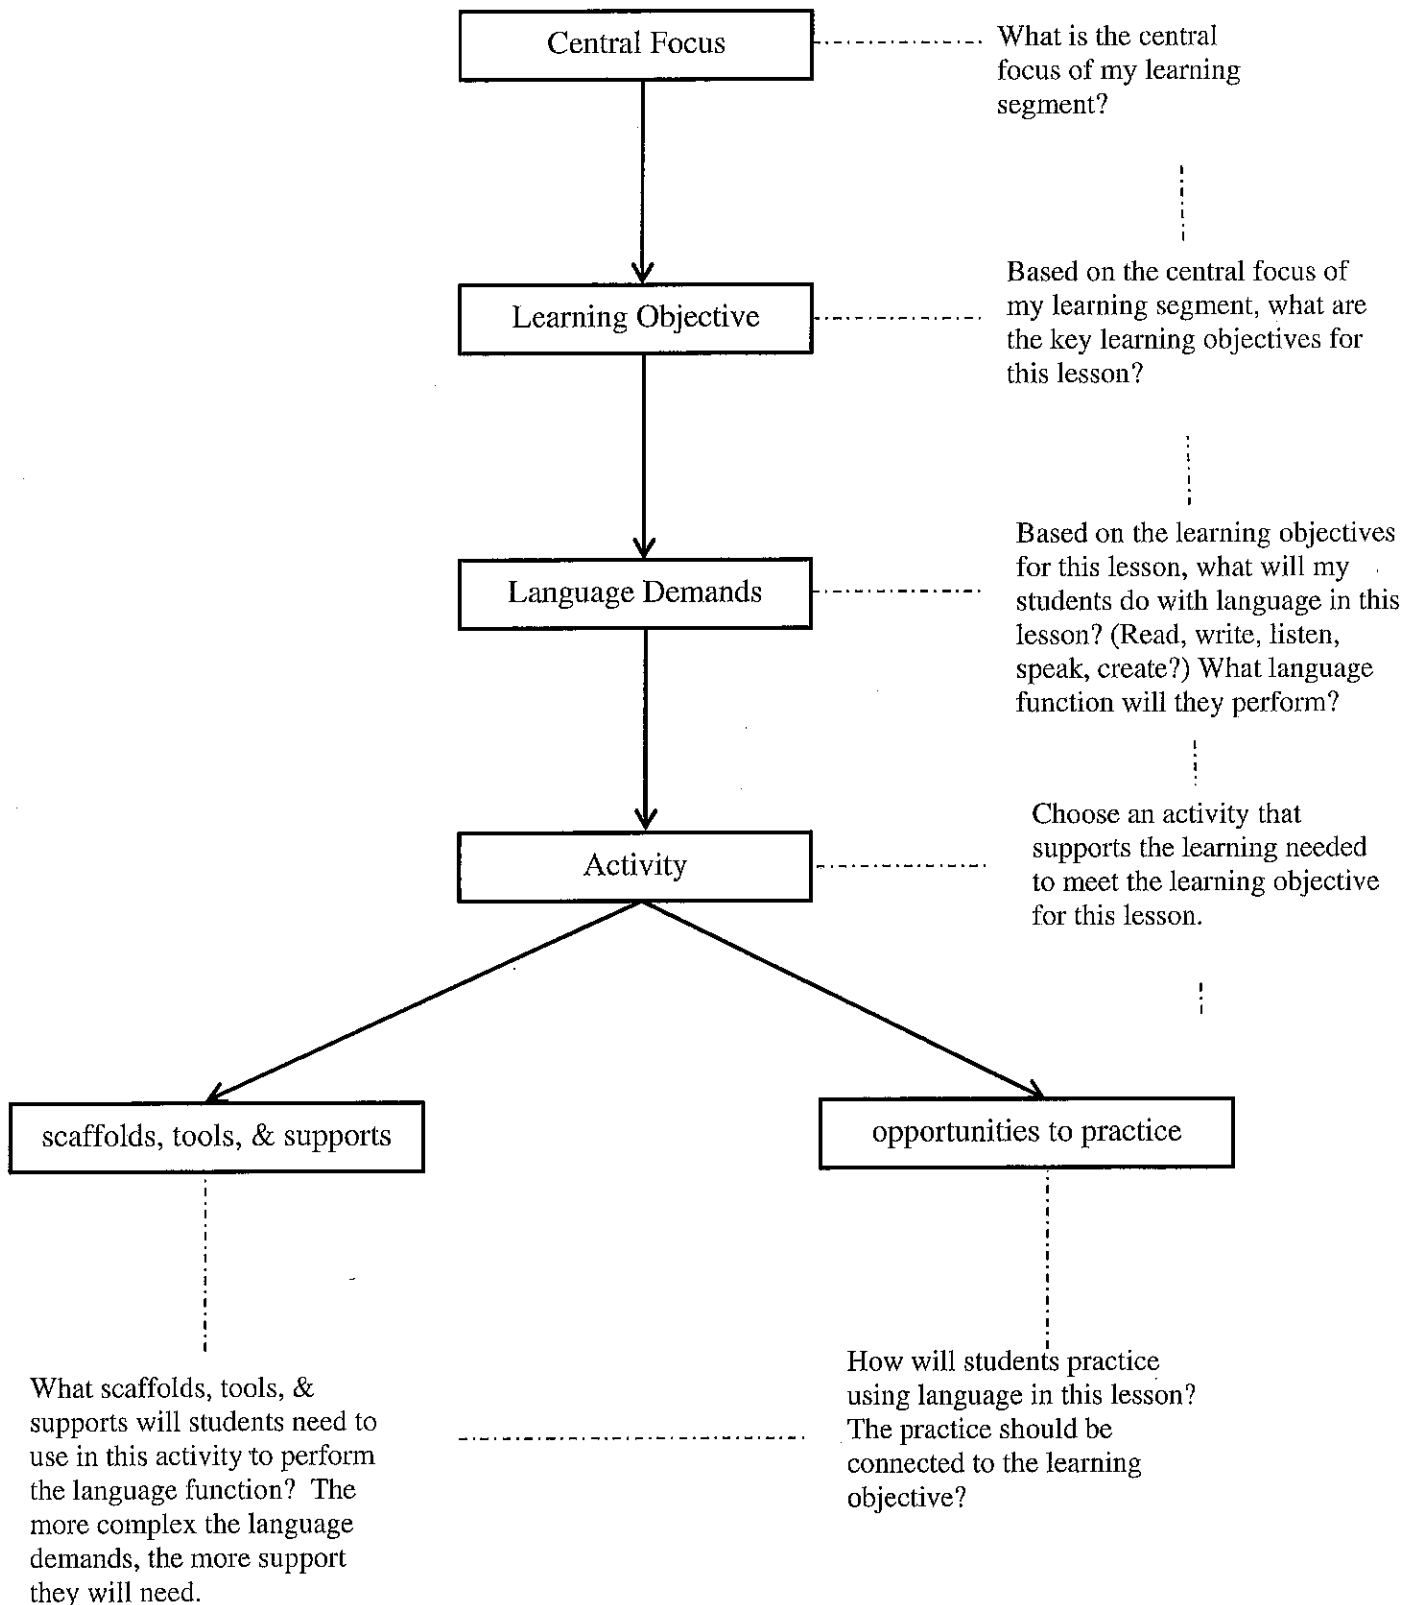 Central Focus
What is the central
focus of my learning
segment?
Learning Objective
Based on the central focus of
my learning segment, what are
the key learning objectives for
this lesson?
Language Demands
Based on the learning objectives
for this lesson, what will my
students do with language in this
lesson? (Read, write, listen,
speak, create?) What language
function will they perform?
Activity
Choose an activity that
supports the learning needed
to meet the learning objective
for this lesson.
scaffolds, tools, & supports
opportunities to practice
What scaffolds, tools, &
supports will students need to
use in this activity to perform
the language function? The
more complex the language
demands, the more support
they will need.
How will students practice
using language in this lesson?
The practice should be
connected to the learning
objective?